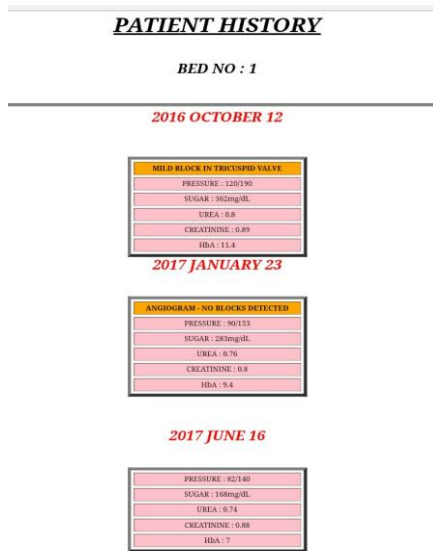 PATIENT HISTORY
BED NO : 1
2016 OCTOBER 12
MILD BLOCK IN TRICUSPID VALVE
PRESSURE : 120/190
SUGAR : 362mg/dL
UREA : 0.8
CREATININE : 0.89
HbA : 11.4
2017 JANUARY 23
ANGIOGRAM - NO BLOCKS DETECTED
PRESSURE : 90/153
SUGAR : 283mg/dL
UREA : 0.76
CREATININE : 0.8
HbA : 9.4
2017 JUNE 16
PRESSURE : 82/140
SUGAR : 168mg/dL
UREA : 0.74
CREATININE : 0.88
HbA : 7